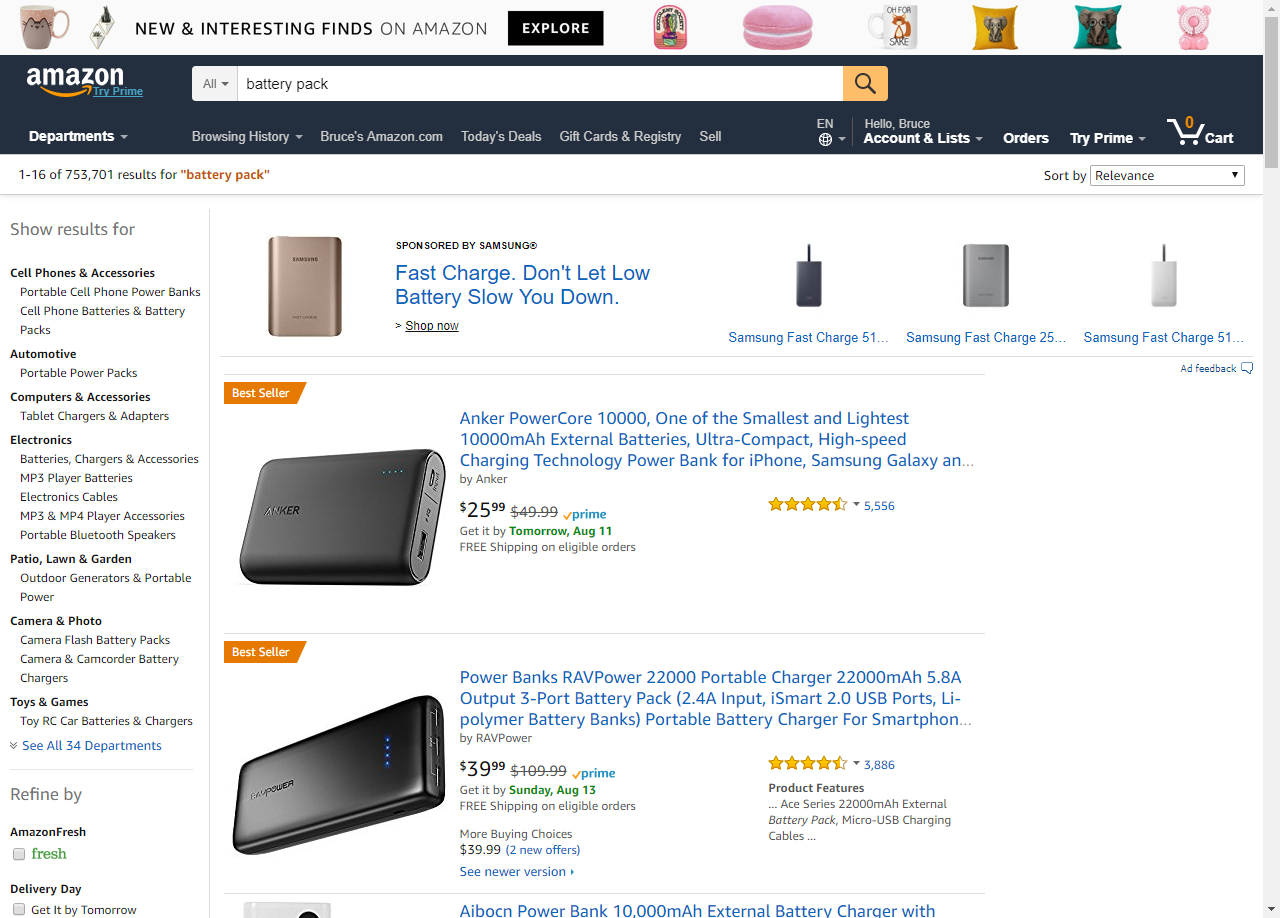 NEW & INTERESTING FINDS ON AMAZON
EXPLORE
OH FOR
SAKE
amazon
Try Prime
All
battery pack
Departments
Browsing History
Bruce's Amazon.com
Today's Deals
Gift Cards & Registry
Sell
EN
Hello, Bruce
Account & Lists
Orders
Try Prime
0
Cart
1-16 of 753,701 results for "battery pack"
Sort by
Relevance
Show results for
Cell Phones & Accessories
Portable Cell Phone Power Banks
Cell Phone Batteries & Battery
Packs
Automotive
Portable Power Packs
Computers & Accessories
Tablet Chargers & Adapters
Electronics
Batteries, Chargers & Accessories
MP3 Player Batteries
Electronics Cables
MP3 & MP4 Player Accessories
Portable Bluetooth Speakers
Patio, Lawn & Garden
Outdoor Generators & Portable
Power
Camera & Photo
Camera Flash Battery Packs
Camera & Camcorder Battery
Chargers
Toys & Games
Toy RC Car Batteries & Chargers
See All 34 Departments
Refine by
AmazonFresh
fresh
Delivery Day
Get It by Tomorrow
SAMSUNG
FAST CHARGE
SPONSORED BY SAMSUNG®
Fast Charge. Don't Let Low
Battery Slow You Down.
> Shop now
Samsung Fast Charge 51...
SAMSUNG
Samsung Fast Charge 25...
Samsung Fast Charge 51...
Ad feedback
Best Seller
ANKER
Anker PowerCore 10000, One of the Smallest and Lightest
10000mAh External Batteries, Ultra-Compact, High-speed
Charging Technology Power Bank for iPhone, Samsung Galaxy an...
by Anker
$2599 $49.99 prime
Get it by Tomorrow, Aug 11
FREE Shipping on eligible orders
5,556
Best Seller
RAVPOWER
Power Banks RAVPower 22000 Portable Charger 22000mAh 5.8A
Output 3-Port Battery Pack (2.4A Input, iSmart 2.0 USB Ports, Li-
polymer Battery Banks) Portable Battery Charger For Smartphon...
by RAVPower
$3999 $109.99 prime
Get it by Sunday, Aug 13
FREE Shipping on eligible orders
More Buying Choices
$39.99 (2 new offers)
See newer version
3,886
Product Features
... Ace Series 22000mAh External
Battery Pack, Micro-USB Charging
Cables ...
Aibocn Power Bank 10,000mAh External Battery Charger with